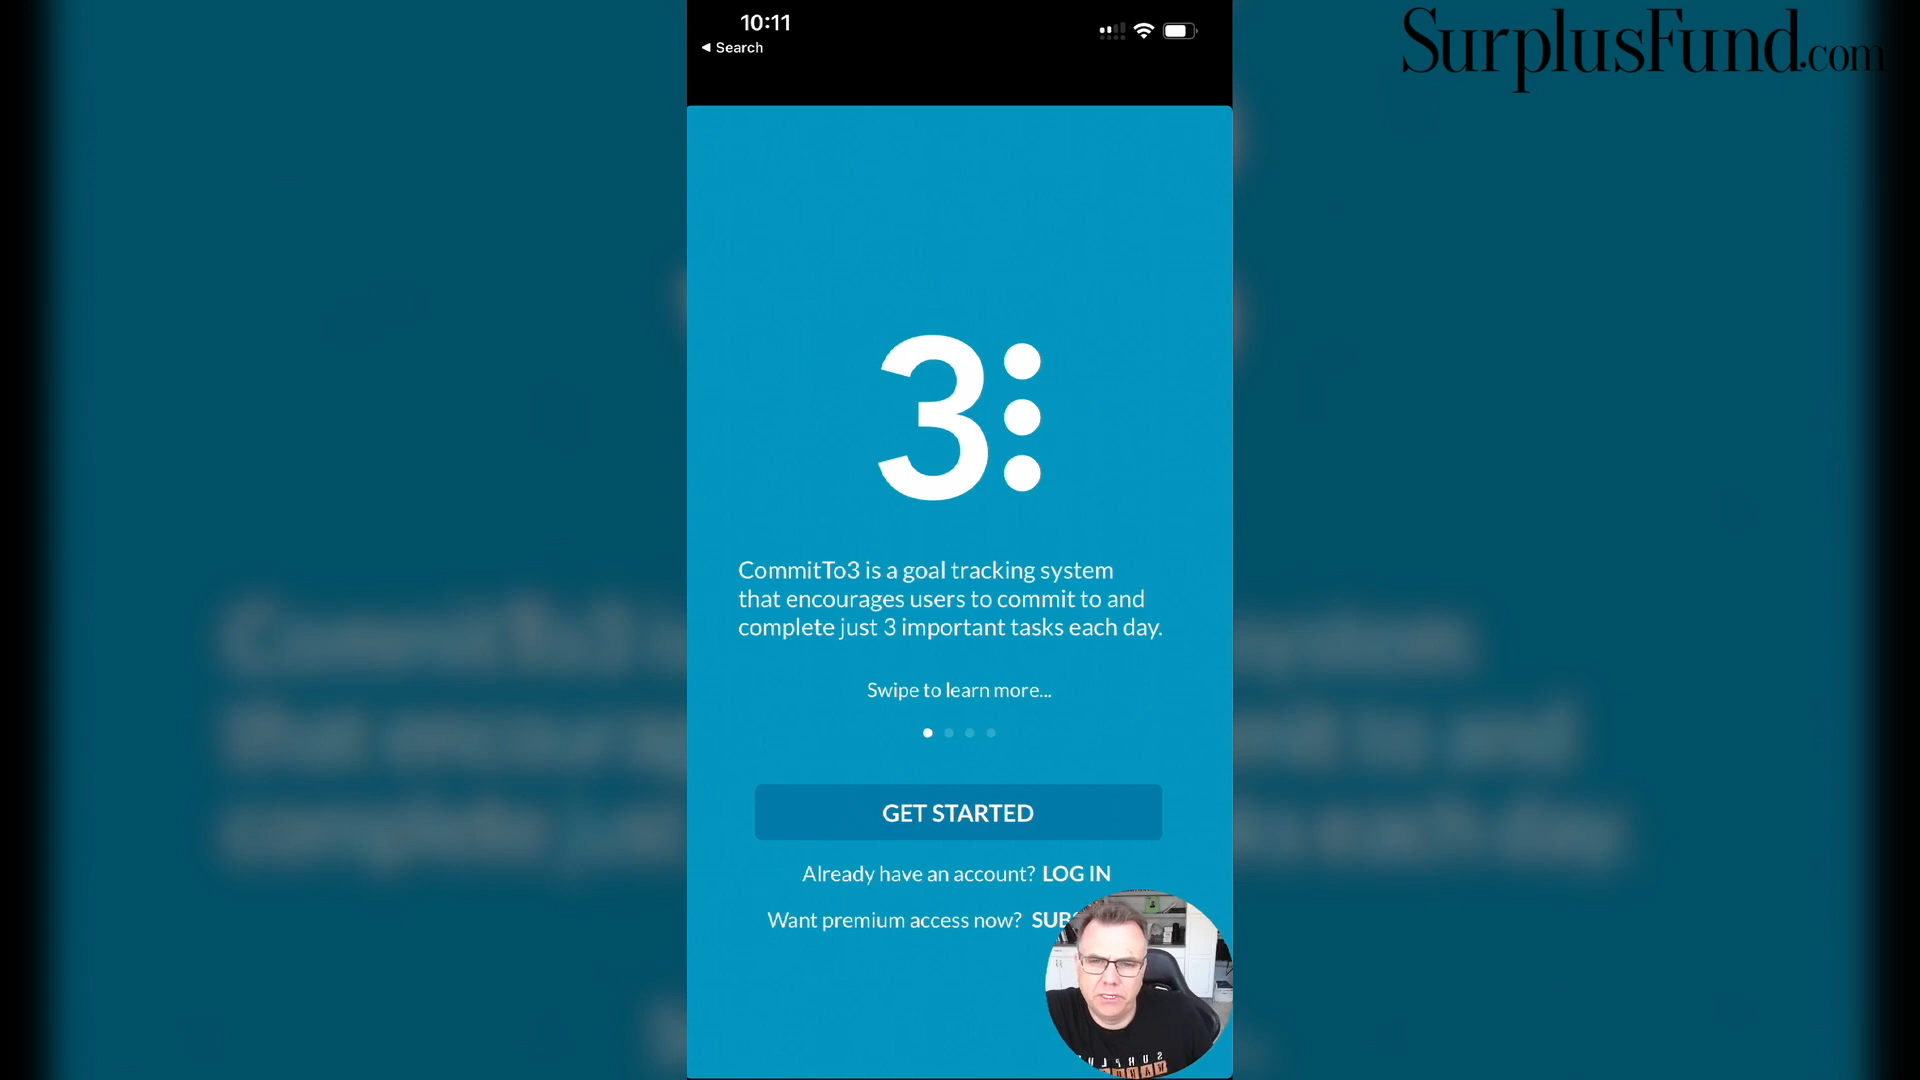 10:11
Search
SurplusFund.com
3
CommitTo3 is a goal tracking system
that encourages users to commit to and
complete just 3 important tasks each day.
Swipe to learn more...
GET STARTED
Already have an account? LOG IN
Want premium access now?